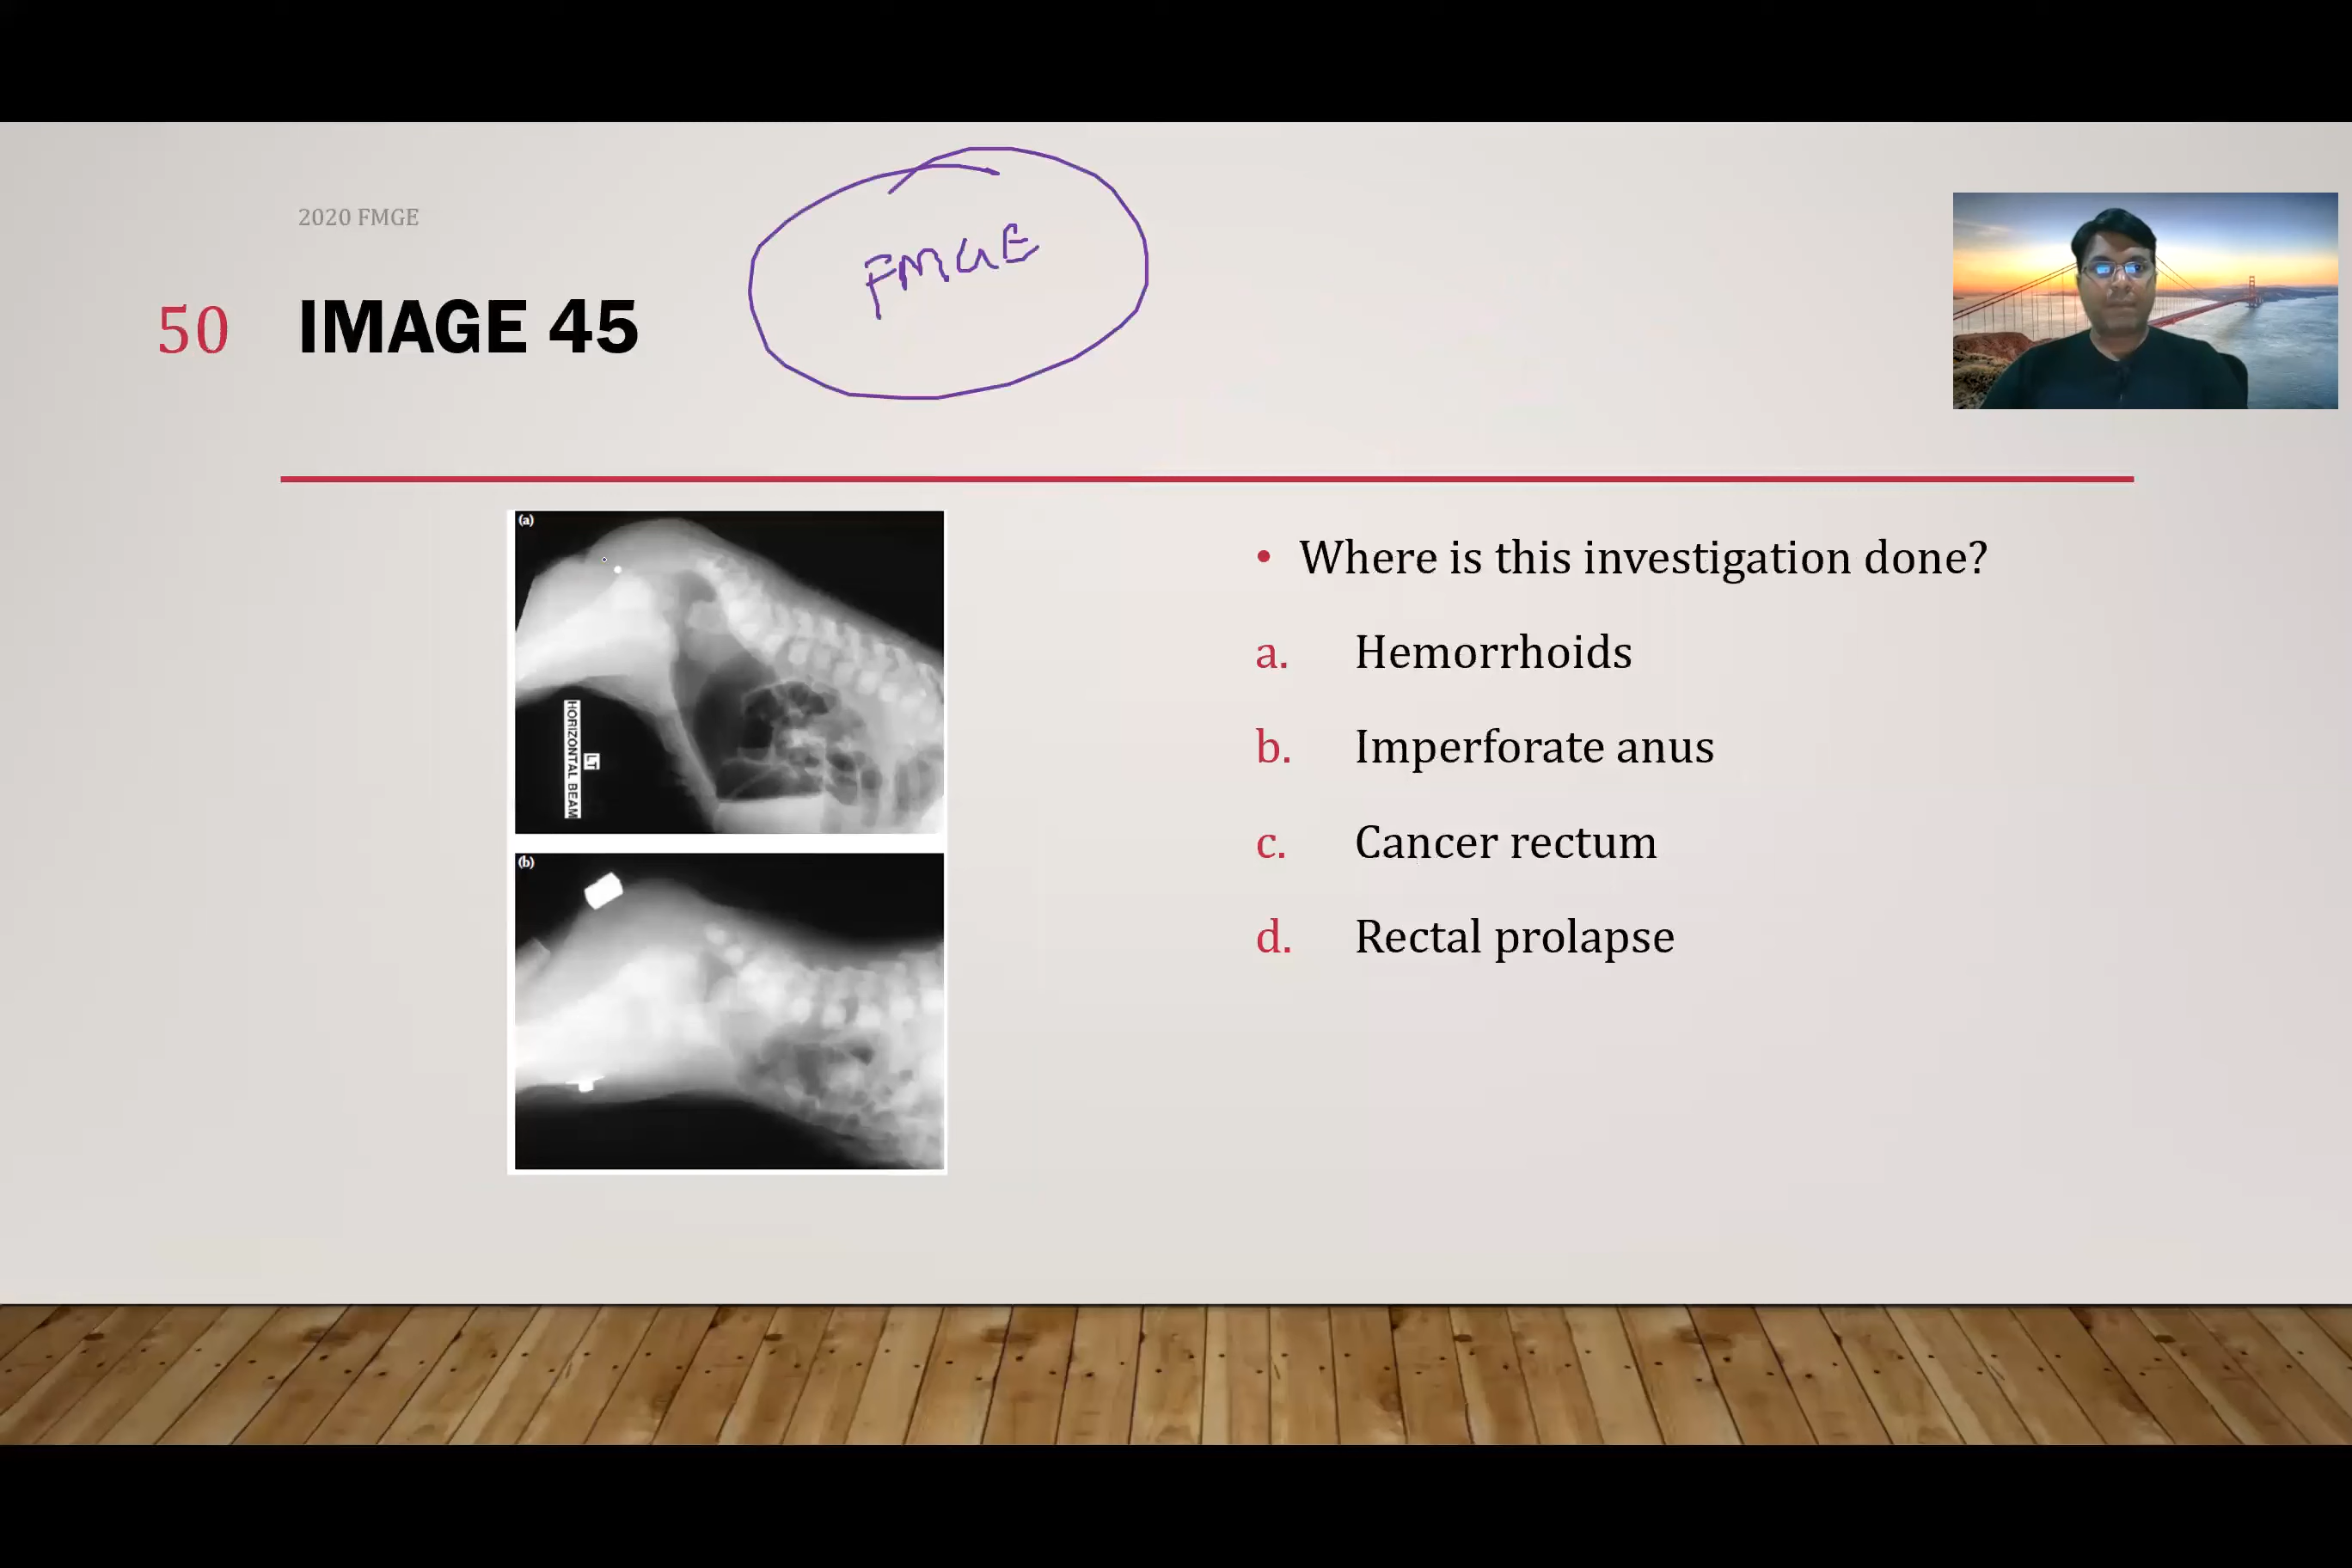 2020 FMGE
FMGE
50 IMAGE 45
(a)
HORIZONTAL BEAM
LT
(b)
• Where is this investigation done?
a. Hemorrhoids
b. Imperforate anus
c. Cancer rectum
d. Rectal prolapse